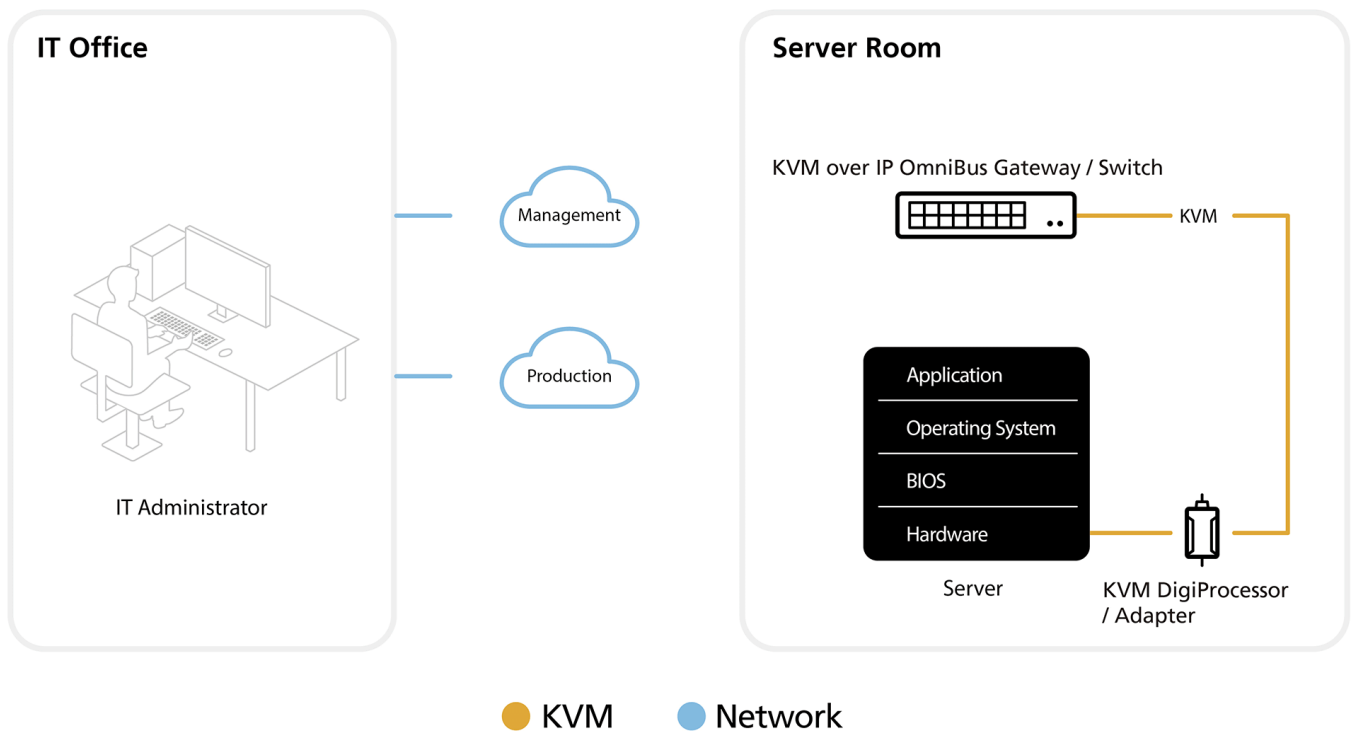 IT Office
Server Room
KVM over IP OmniBus Gateway / Switch
Management
KVM
Production
Application
Operating System
BIOS
Hardware
IT Administrator
Server
KVM DigiProcessor
/ Adapter
KVM
Network